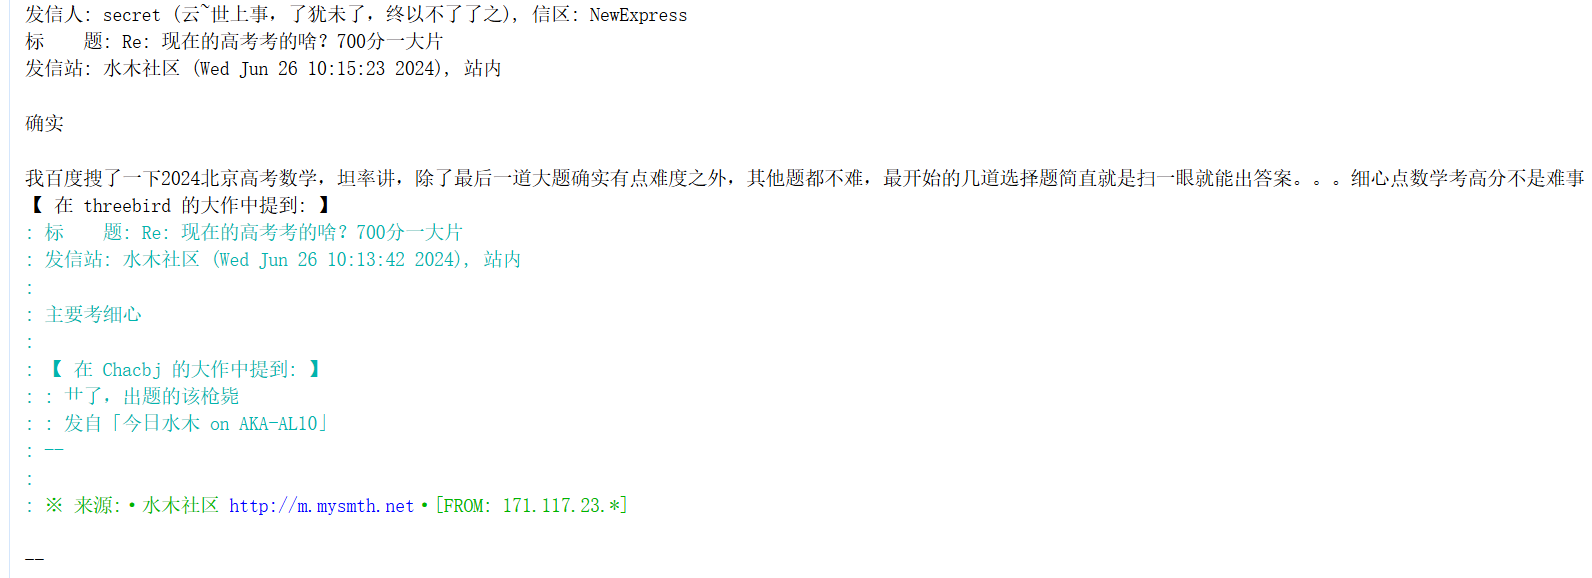 发信人: secret (云~世上事，了犹未了，终以不了了之), 信区: NewExpress
标　　题: Re: 现在的高考考的啥？700分一大片
发信站: 水木社区 (Wed Jun 26 10:15:23 2024), 站内
确实
我百度搜了一下2024北京高考数学，坦率讲，除了最后一道大题确实有点难度之外，其他题都不难，最开始的几道选择题简直就是扫一眼就能出答案。。。细心点数学考高分不是难事
【 在 threebird 的大作中提到: 】
: 标　　题: Re: 现在的高考考的啥？700分一大片
: 发信站: 水木社区 (Wed Jun 26 10:13:42 2024), 站内
:
: 主要考细心
:
: 【 在 Chacbj 的大作中提到: 】
: : 艹了，出题的该枪毙
: : 发自「今日水木 on AKA-AL10」
: --
:
: ※ 来源:·水木社区 http://m.mysmth.net·[FROM: 171.117.23.*]
--